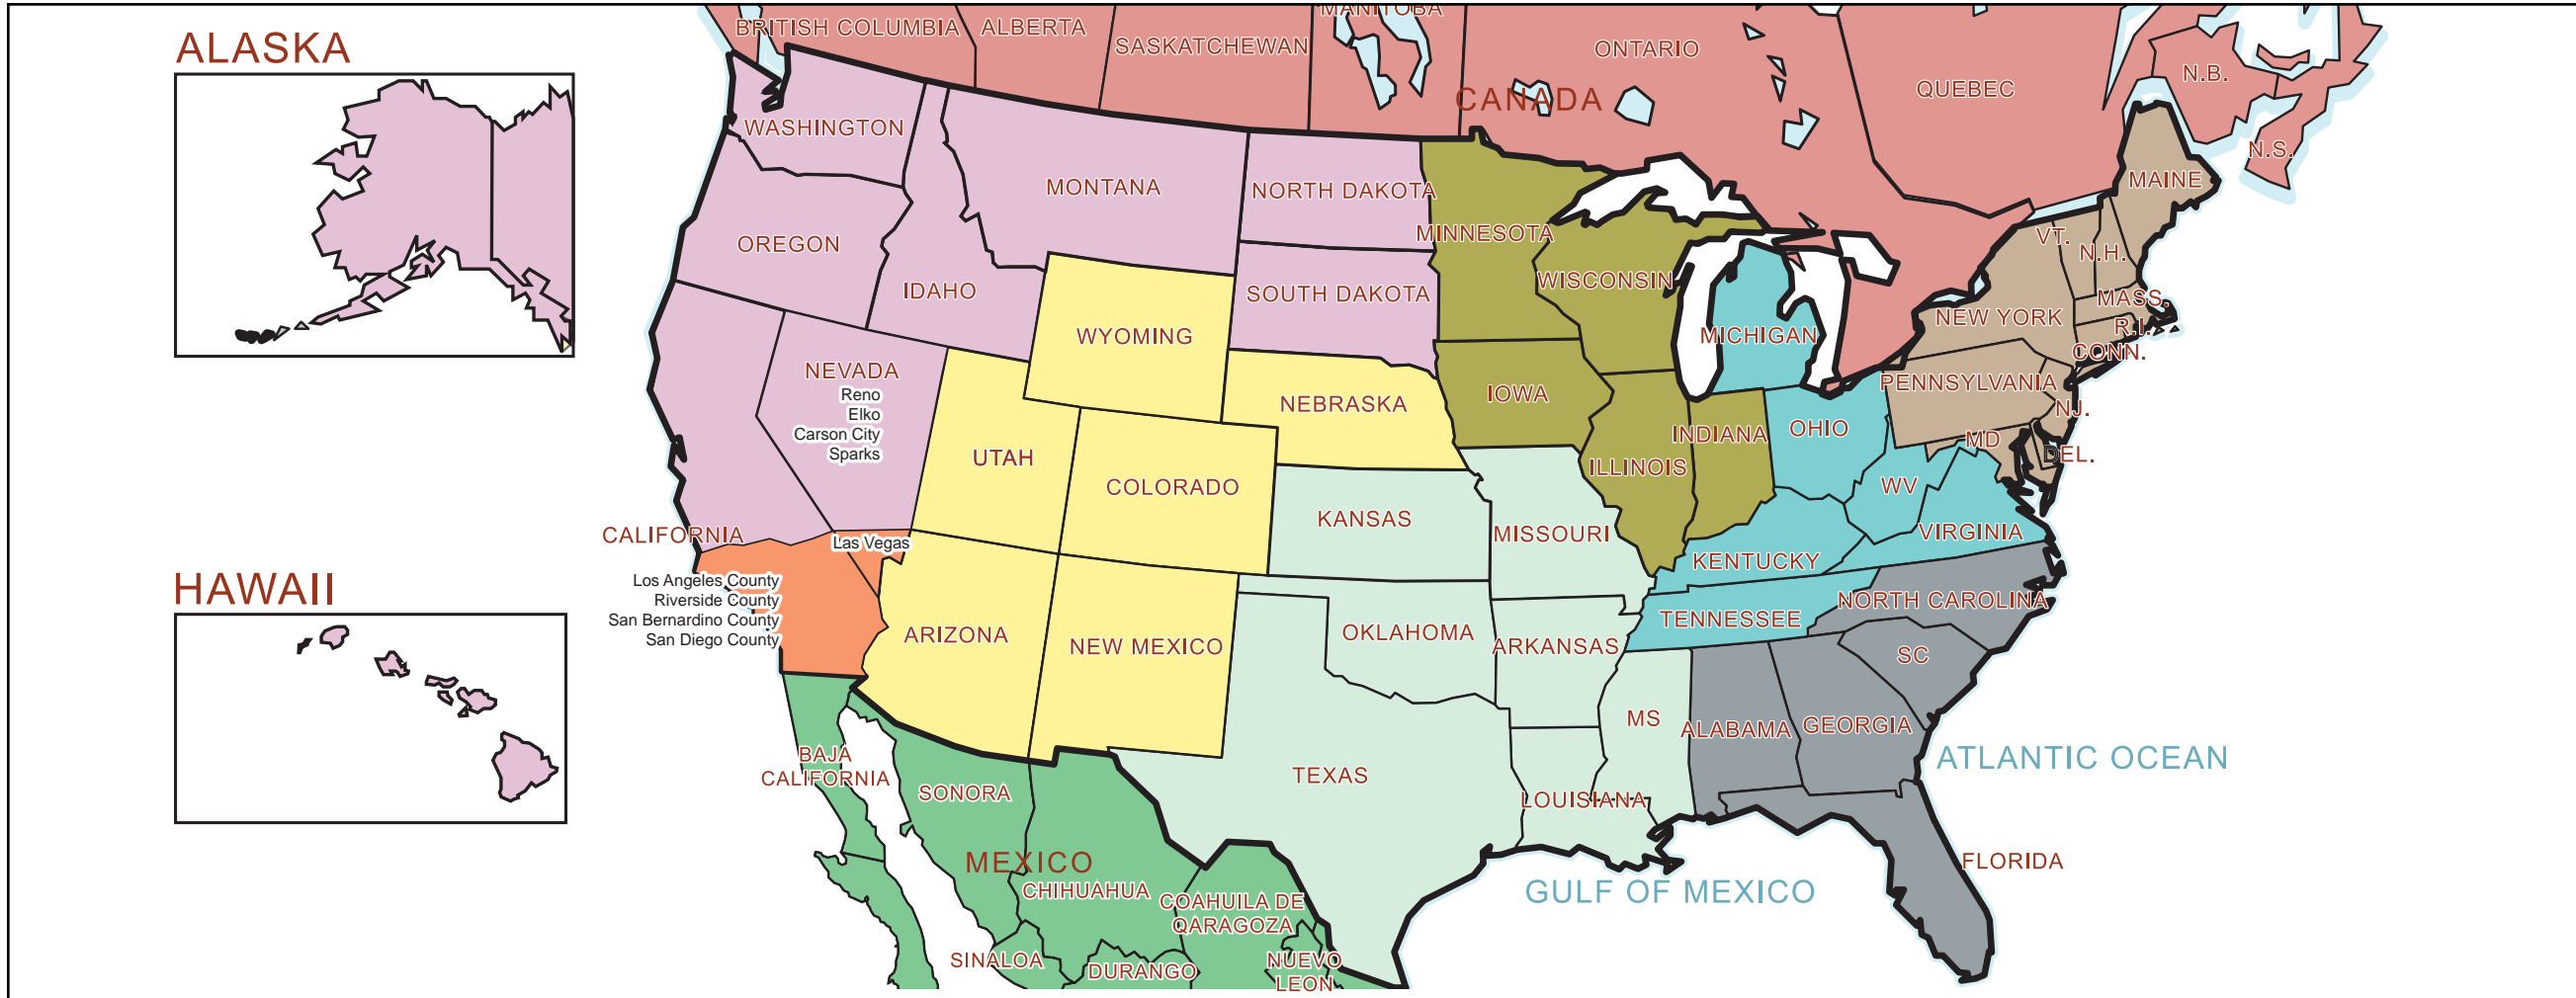 ALASKA
HAWAII
BRITISH COLUMBIA
ALBERTA
SASKATCHEWAN
MANITOBA
ONTARIO
QUEBEC
N.B.
N.S.
CANADA
WASHINGTON
OREGON
IDAHO
MONTANA
NORTH DAKOTA
SOUTH DAKOTA
MINNESOTA
WISCONSIN
MICHIGAN
MAINE
VT.
N.H.
MASS.
R.I.
CONN.
NEW YORK
PENNSYLVANIA
NJ.
MD
DEL.
WYOMING
NEVADA
Reno
Elko
Carson City
Sparks
UTAH
COLORADO
NEBRASKA
IOWA
ILLINOIS
INDIANA
OHIO
WV
VIRGINIA
KENTUCKY
KANSAS
MISSOURI
CALIFORNIA
Las Vegas
Los Angeles County
Riverside County
San Bernardino County
San Diego County
ARIZONA
NEW MEXICO
OKLAHOMA
ARKANSAS
TENNESSEE
NORTH CAROLINA
SC
MS
ALABAMA
GEORGIA
TEXAS
LOUISIANA
FLORIDA
ATLANTIC OCEAN
GULF OF MEXICO
BAJA
CALIFORNIA
SONORA
MEXICO
CHIHUAHUA
COAHUILA DE
QARAGOZA
SINALOA
DURANGO
NUEVO
LEON